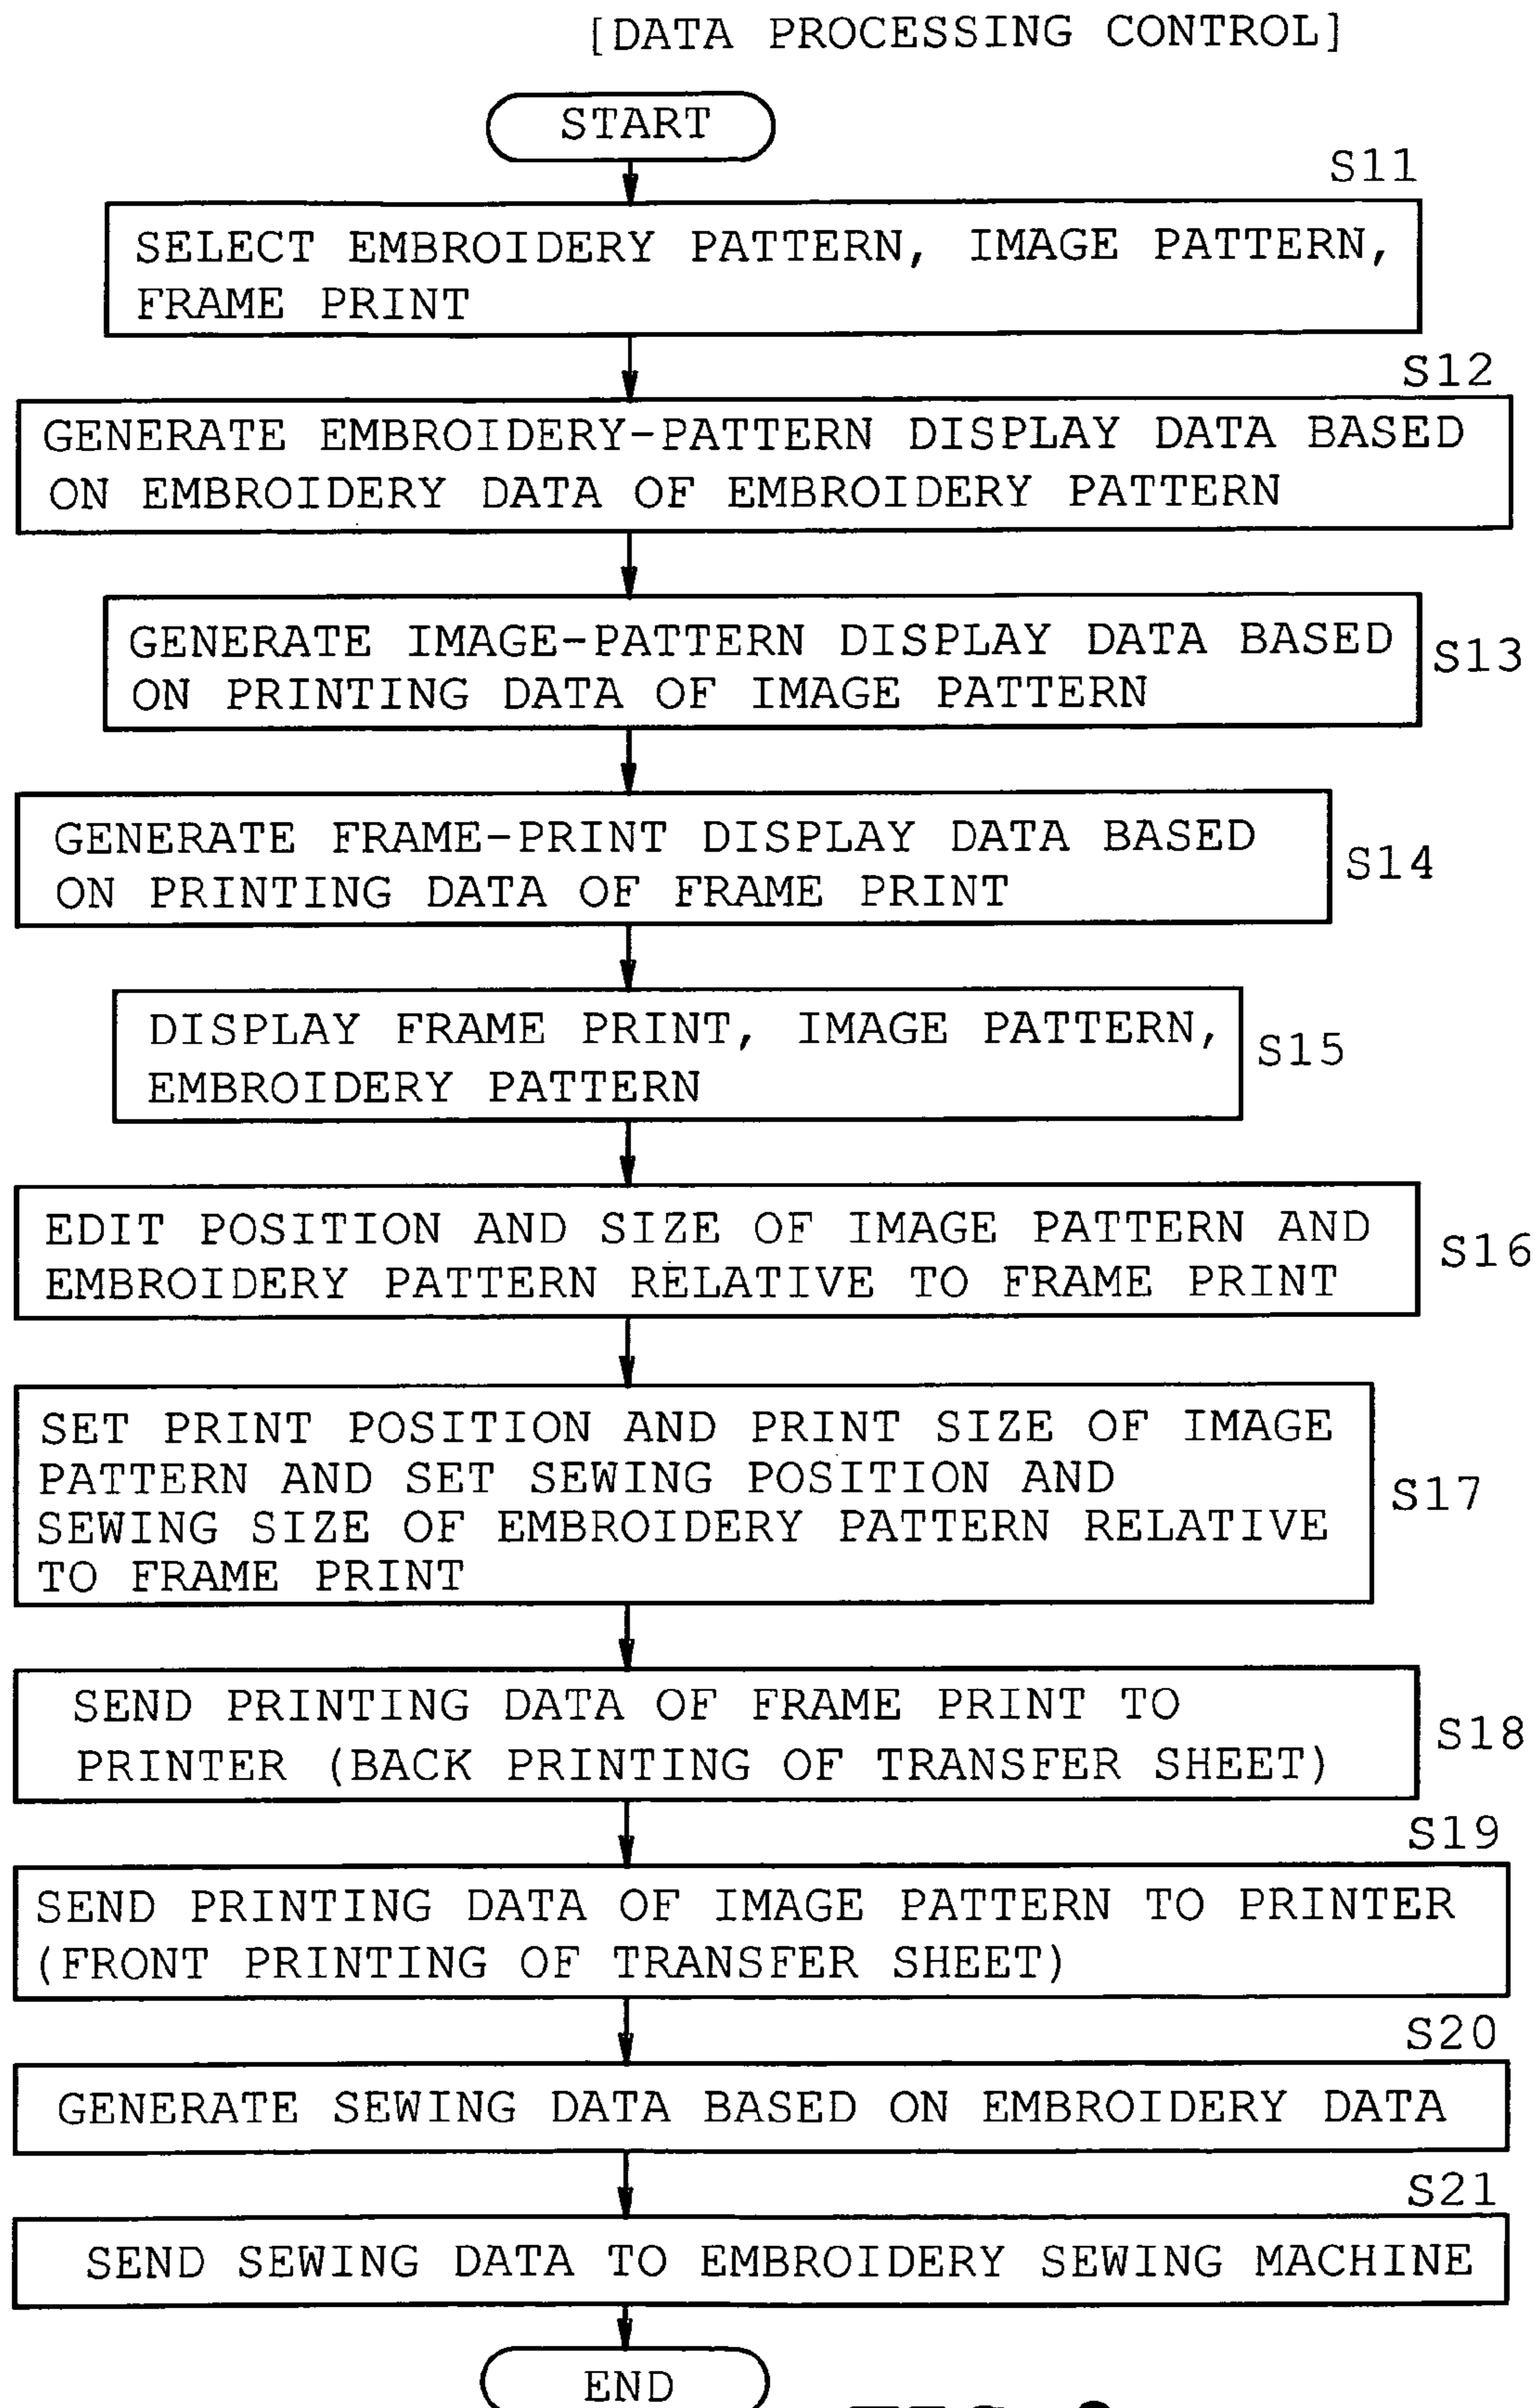 [DATA PROCESSING CONTROL]
START
S11
SELECT EMBROIDERY PATTERN, IMAGE PATTERN,
FRAME PRINT
S12
GENERATE EMBROIDERY-PATTERN DISPLAY DATA BASED
ON EMBROIDERY DATA OF EMBROIDERY PATTERN
GENERATE IMAGE-PATTERN DISPLAY DATA BASED
ON PRINTING DATA OF IMAGE PATTERN
S13
GENERATE FRAME-PRINT DISPLAY DATA BASED
ON PRINTING DATA OF FRAME PRINT
S14
DISPLAY FRAME PRINT, IMAGE PATTERN,
EMBROIDERY PATTERN
S15
EDIT POSITION AND SIZE OF IMAGE PATTERN AND
EMBROIDERY PATTERN RELATIVE TO FRAME PRINT
S16
SET PRINT POSITION AND PRINT SIZE OF IMAGE
PATTERN AND SET SEWING POSITION AND
SEWING SIZE OF EMBROIDERY PATTERN RELATIVE
TO FRAME PRINT
S17
SEND PRINTING DATA OF FRAME PRINT TO
PRINTER (BACK PRINTING OF TRANSFER SHEET)
S18
S19
SEND PRINTING DATA OF IMAGE PATTERN TO PRINTER
(FRONT PRINTING OF TRANSFER SHEET)
S20
GENERATE SEWING DATA BASED ON EMBROIDERY DATA
S21
SEND SEWING DATA TO EMBROIDERY SEWING MACHINE
END